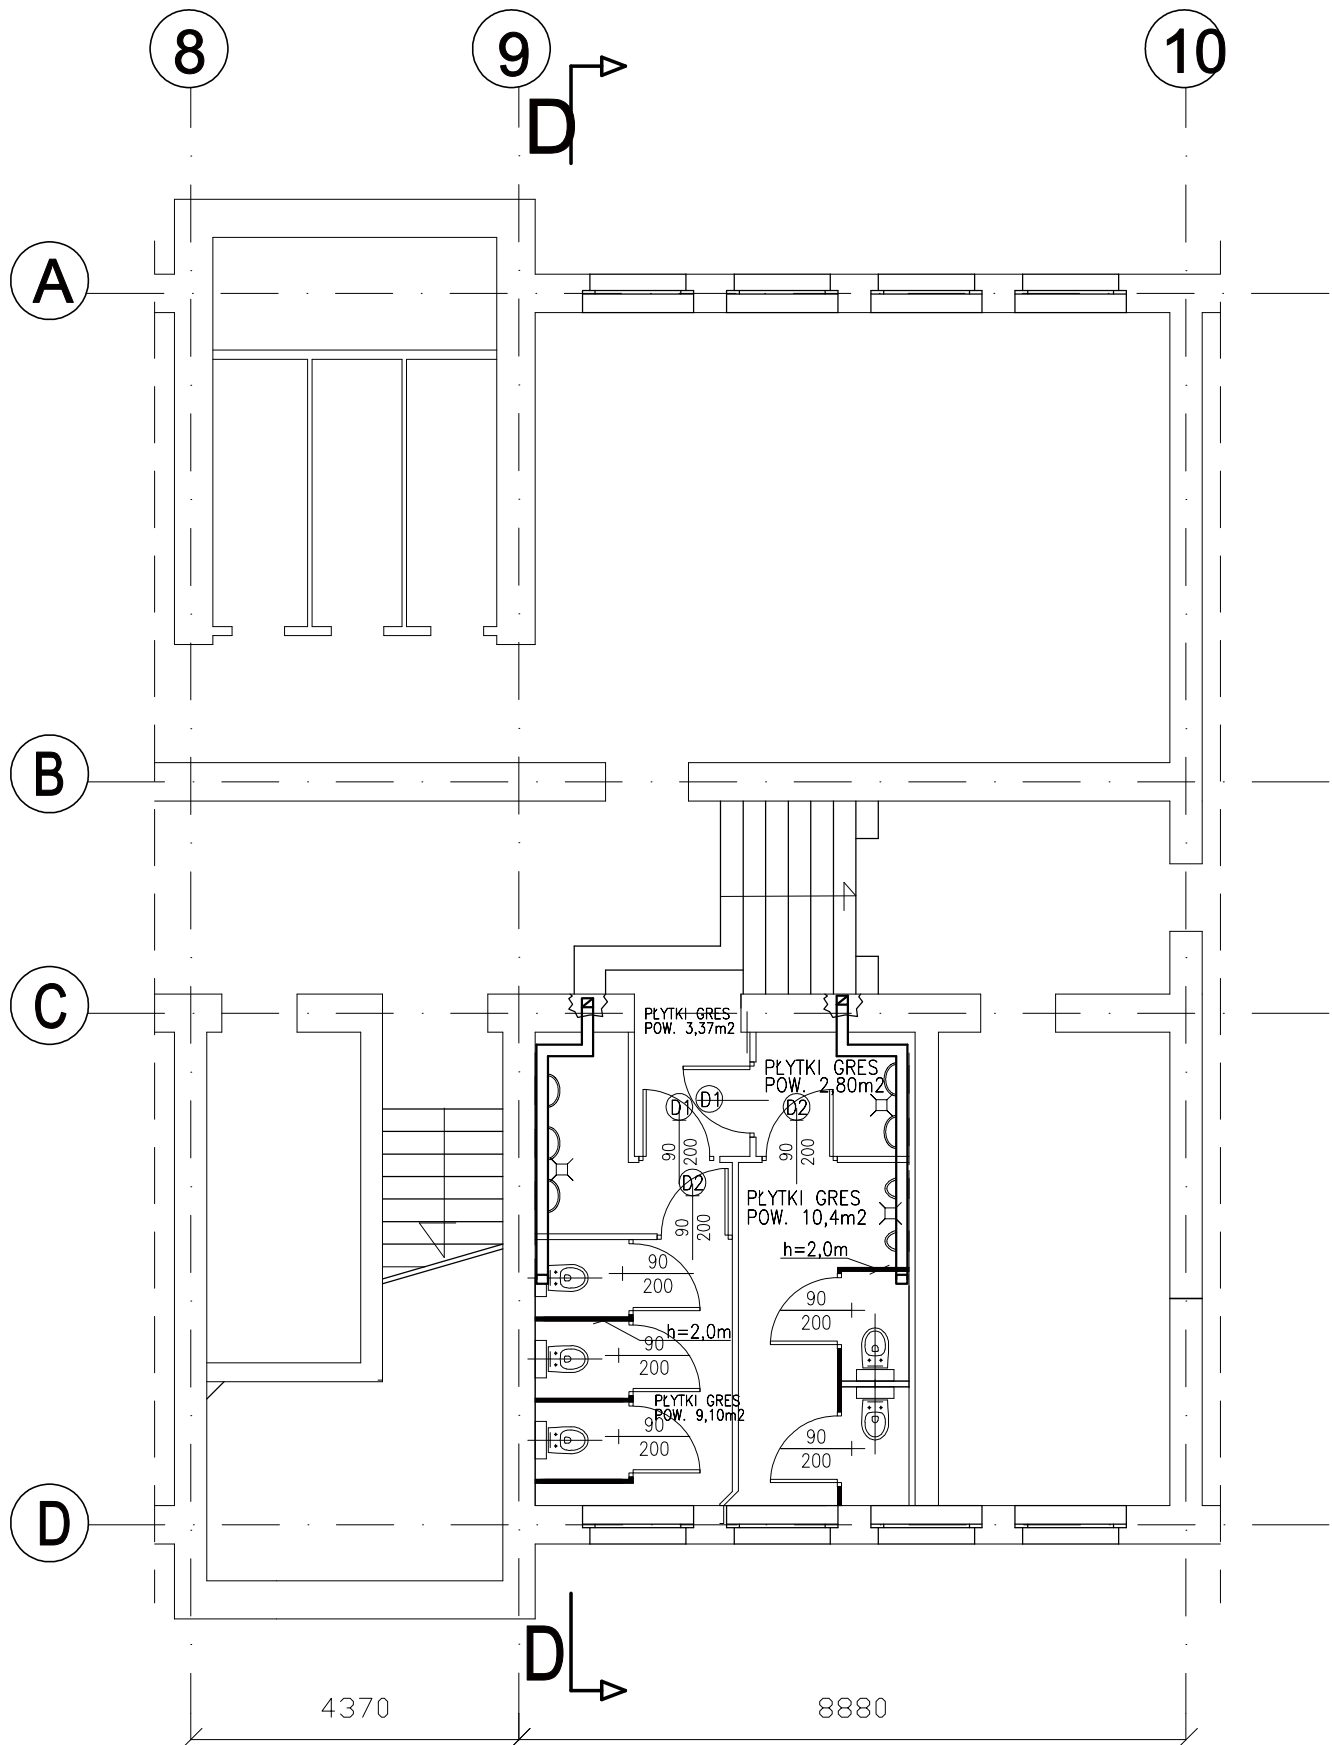 8
9
10
D
A
B
C
PŁYTKI GRES
POW. 3,37m2
PŁYTKI GRES
POW. 2,80m2
D1
D1
D2
90
200
90
200
D2
PŁYTKI GRES
POW. 10,4m2
90
200
h=2,0m
90
200
90
200
h=2,0m
90
200
PŁYTKI GRES
POW. 9,10m2
90
200
90
200
D
D
4370
8880